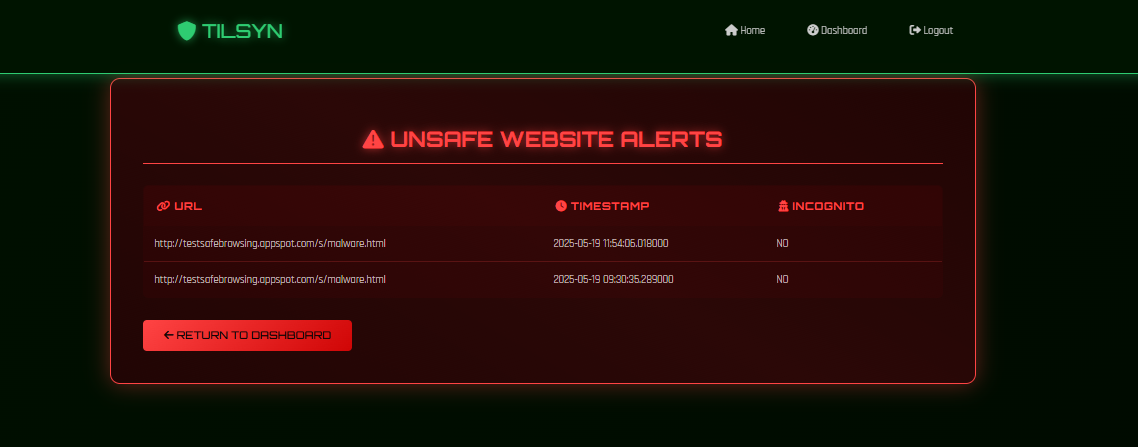 TILSYN
Home Dashboard Logout
UNSAFE WEBSITE ALERTS
URL TIMESTAMP INCOGNITO
http://testsafebrowsing.appspot.com/s/malware.html 2025-05-19 11:54:06.018000 NO
http://testsafebrowsing.appspot.com/s/malware.html 2025-05-19 09:30:35.289000 NO
← RETURN TO DASHBOARD